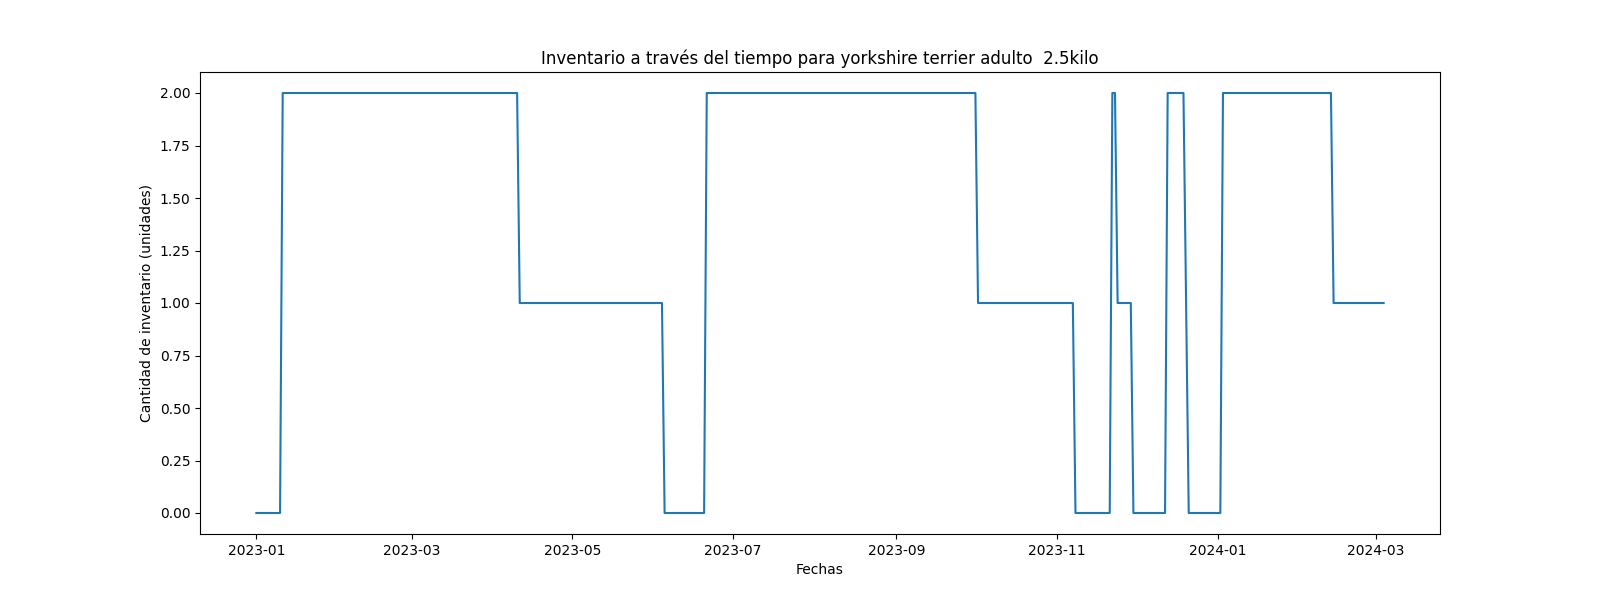 Inventario a través del tiempo para yorkshire terrier adulto  2.5kilo
Cantidad de inventario (unidades)
2.00
1.75
1.50
1.25
1.00
0.75
0.50
0.25
0.00
2023-01 2023-03 2023-05 2023-07 2023-09 2023-11 2024-01 2024-03
Fechas